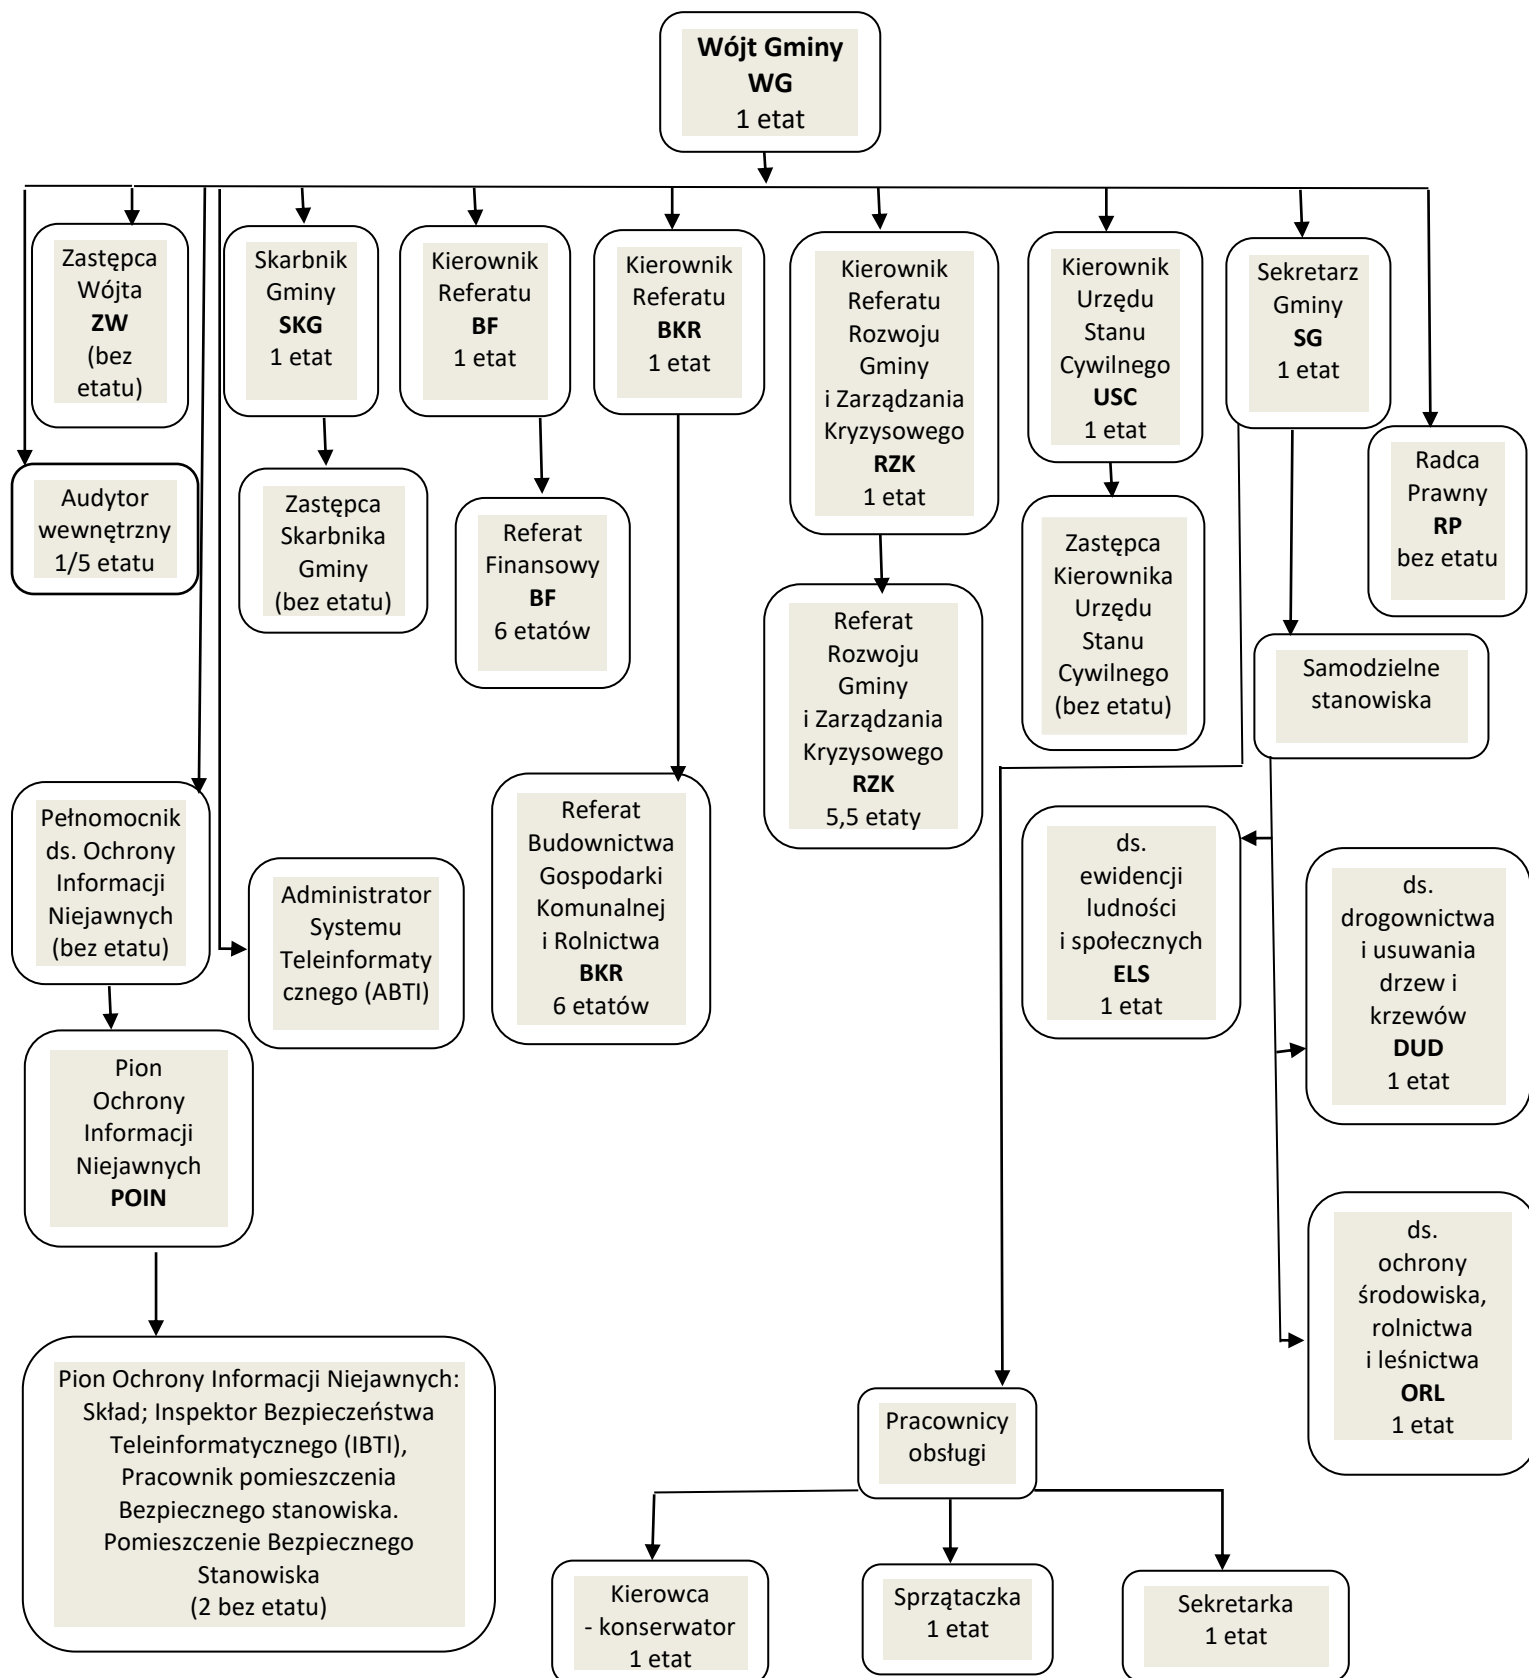 Wójt Gminy
WG
1 etat
Zastępca
Wójta
ZW
(bez
etatu)
Skarbnik
Gminy
SKG
1 etat
Kierownik
Referatu
BF
1 etat
Kierownik
Referatu
BKR
1 etat
Kierownik
Referatu
Rozwoju
Gminy
i Zarządzania
Kryzysowego
RZK
1 etat
Kierownik
Urzędu
Stanu
Cywilnego
USC
1 etat
Sekretarz
Gminy
SG
1 etat
Radca
Prawny
RP
bez etatu
Audytor
wewnętrzny
1/5 etatu
Zastępca
Skarbnika
Gminy
(bez etatu)
Referat
Finansowy
BF
6 etatów
Referat
Rozwoju
Gminy
i Zarządzania
Kryzysowego
RZK
5,5 etaty
Zastępca
Kierownika
Urzędu
Stanu
Cywilnego
(bez etatu)
Samodzielne
stanowiska
Pełnomocnik
ds. Ochrony
Informacji
Niejawnych
(bez etatu)
Administrator
Systemu
Teleinformaty
cznego (ABTI)
Referat
Budownictwa
Gospodarki
Komunalnej
i Rolnictwa
BKR
6 etatów
ds.
ewidencji
ludności
i społecznych
ELS
1 etat
ds.
drogownictwa
i usuwania
drzew i
krzewów
DUD
1 etat
Pion
Ochrony
Informacji
Niejawnych
POIN
ds.
ochrony
środowiska,
rolnictwa
i leśnictwa
ORL
1 etat
Pion Ochrony Informacji Niejawnych:
Skład; Inspektor Bezpieczeństwa
Teleinformatycznego (IBTI),
Pracownik pomieszczenia
Bezpiecznego stanowiska.
Pomieszczenie Bezpiecznego
Stanowiska
(2 bez etatu)
Pracownicy
obsługi
Kierowca
- konserwator
1 etat
Sprzątaczka
1 etat
Sekretarka
1 etat